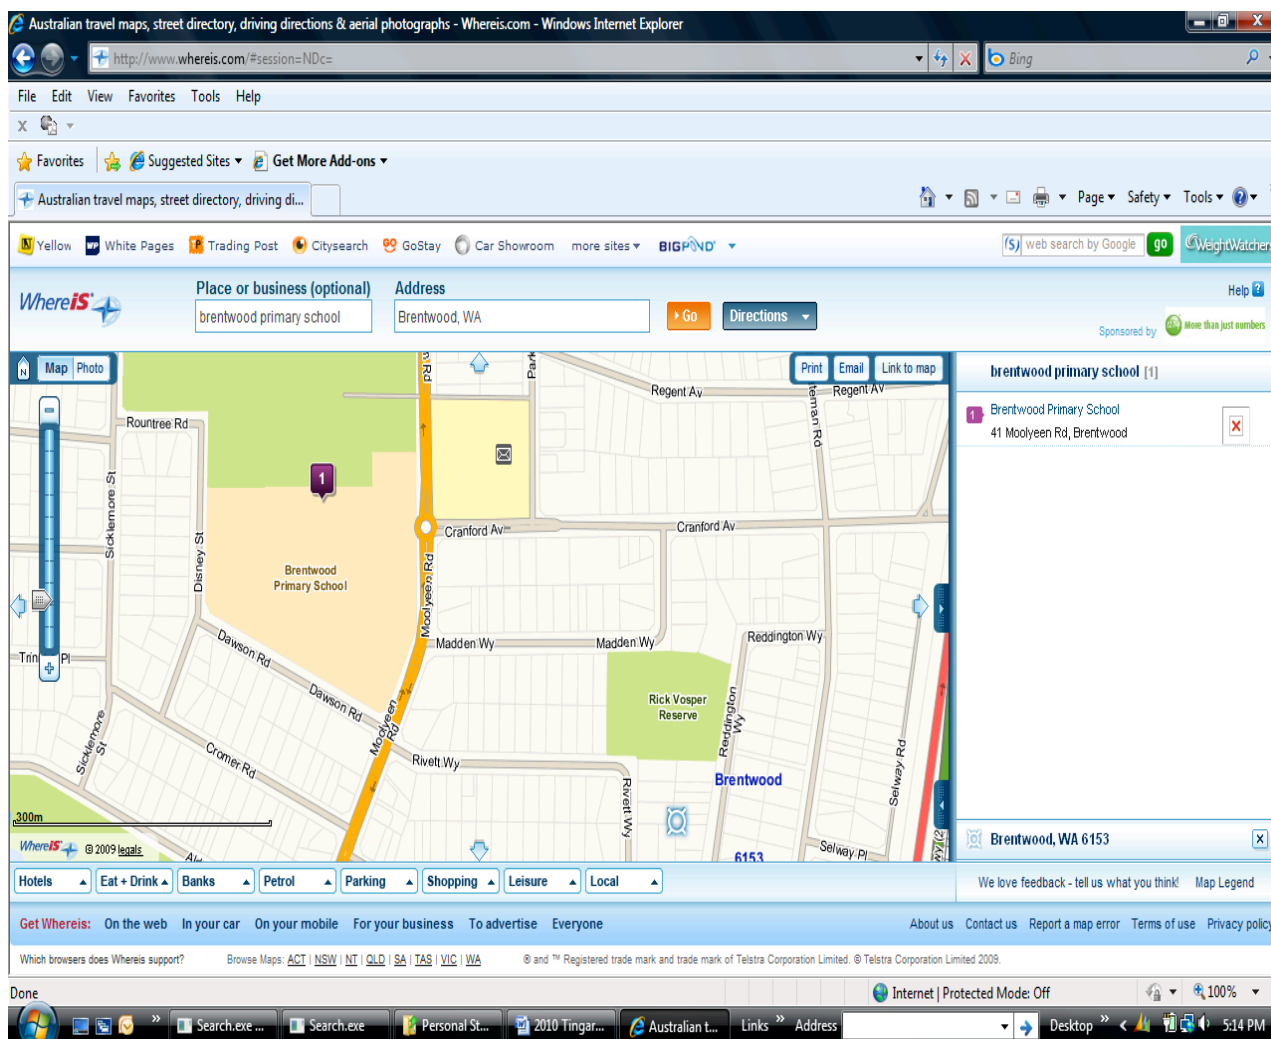 Australian travel maps, street directory, driving directions & aerial photographs - Whereis.com - Windows Internet Explorer
http://www.whereis.com/#session=NDc=
Bing
File Edit View Favorites Tools Help
X
Favorites Suggested Sites Get More Add-ons
Australian travel maps, street directory, driving di...
Page Safety Tools
Yellow White Pages Trading Post Citysearch GoStay Car Showroom more sites BIGPOND
web search by Google go WeightWatchers
WhereiS
Place or business (optional) Address
brentwood primary school Brentwood, WA Go Directions
Help ?
Sponsored by More than just numbers
N Map Photo
Print Email Link to map
brentwood primary school [1]
1 Brentwood Primary School
41 Moolyeen Rd, Brentwood
Regent Av Regent Av
Park
Rountree Rd
Sicklemore St
1
Cranford Av Cranford Av
Disney St
Brentwood
Primary School
Moolyeen Rd
Madden Wy Madden Wy
Reddington Wy
Dawson Rd
Dawson Rd
Rick Vosper
Reserve
Reddington
Wy
Moolyeen
Rd
Sicklemore
St
Cromer Rd
Rivett Wy
Rivett Wy
Selway Rd
Brentwood
300m
WhereiS © 2009 legals
Selway Pl
6153
Brentwood, WA 6153
Hotels Eat + Drink Banks Petrol Parking Shopping Leisure Local
We love feedback - tell us what you think! Map Legend
Get Whereis: On the web In your car On your mobile For your business To advertise Everyone
About us Contact us Report a map error Terms of use Privacy policy
Which browsers does Whereis support? Browse Maps: ACT | NSW | NT | QLD | SA | TAS | VIC | WA ® and ™ Registered trade mark and trade mark of Telstra Corporation Limited. © Telstra Corporation Limited 2009.
Done Internet | Protected Mode: Off 100%
Search.exe ... Search.exe Personal St... 2010 Tingar... Australian t... Links Address Desktop 5:14 PM